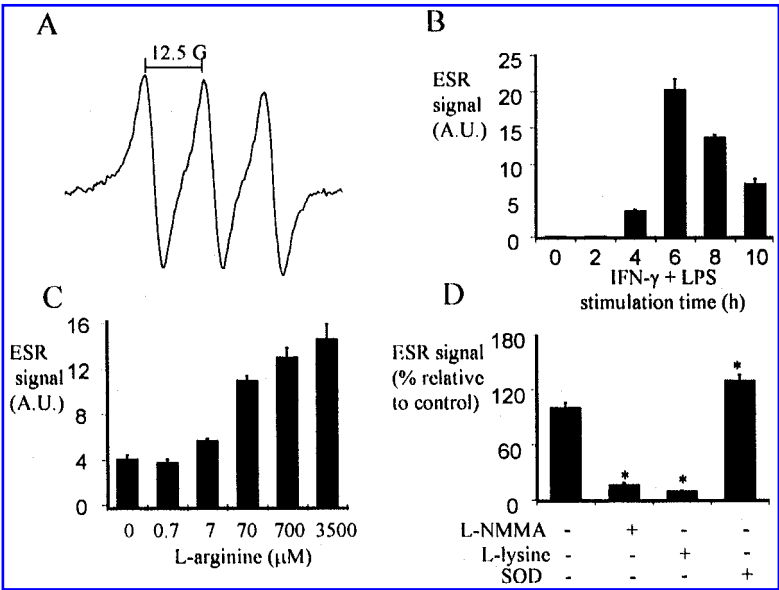 A
12.5 G
B
ESR
signal
(A.U.)
25
20
15
10
5
0
0 2 4 6 8 10
IFN-γ + LPS
stimulation time (h)
C
ESR
signal
(A.U.)
16
12
8
4
0
0 0.7 7 70 700 3500
L-arginine (μM)
D
ESR signal
(% relative
to control)
180
120
60
0
* * *
L-NMMA - + - -
L-lysine - - + -
SOD - - - +